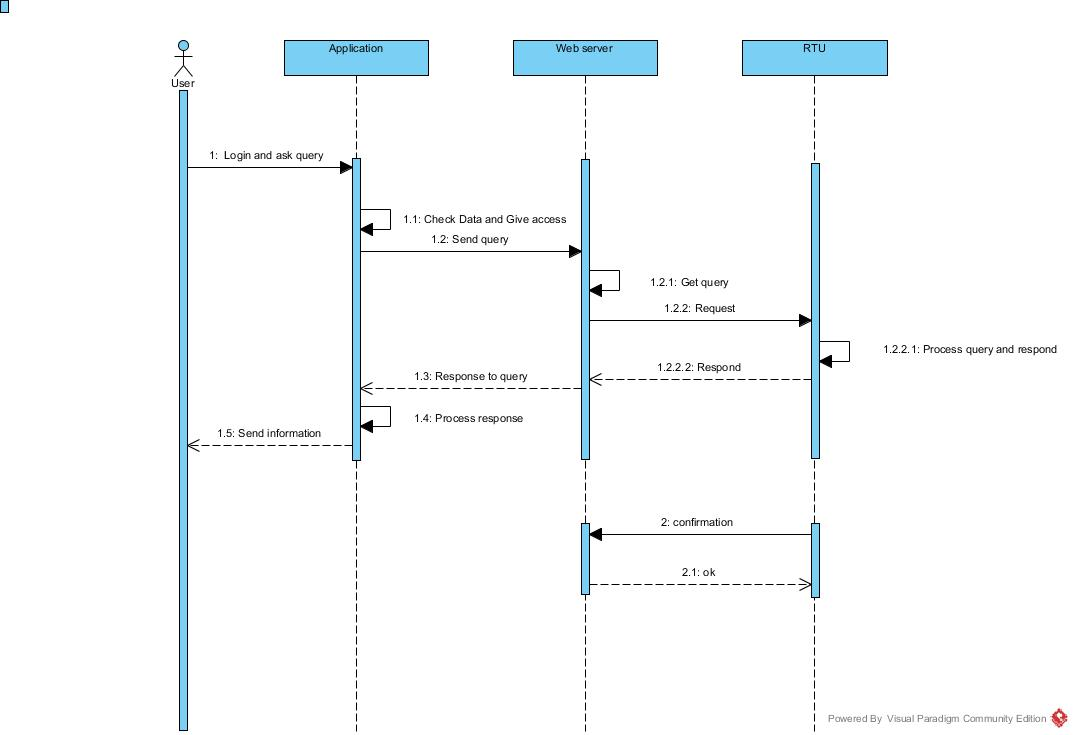 Application
Web server
RTU
User
1: Login and ask query
1.1: Check Data and Give access
1.2: Send query
1.2.1: Get query
1.2.2: Request
1.2.2.1: Process query and respond
1.2.2.2: Respond
1.3: Response to query
1.4: Process response
1.5: Send information
2: confirmation
2.1: ok
Powered By Visual Paradigm Community Edition